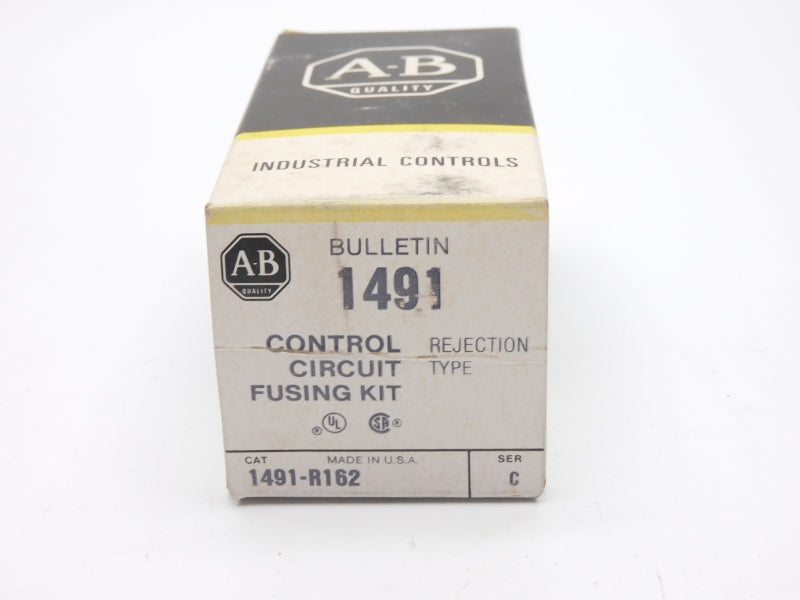 A-B
QUALITY
INDUSTRIAL CONTROLS
A-B
QUALITY
BULLETIN
1491
CONTROL CIRCUIT FUSING KIT
REJECTION TYPE
® UL SA ®
CAT
MADE IN U.S.A.
SER
1491-R162
C